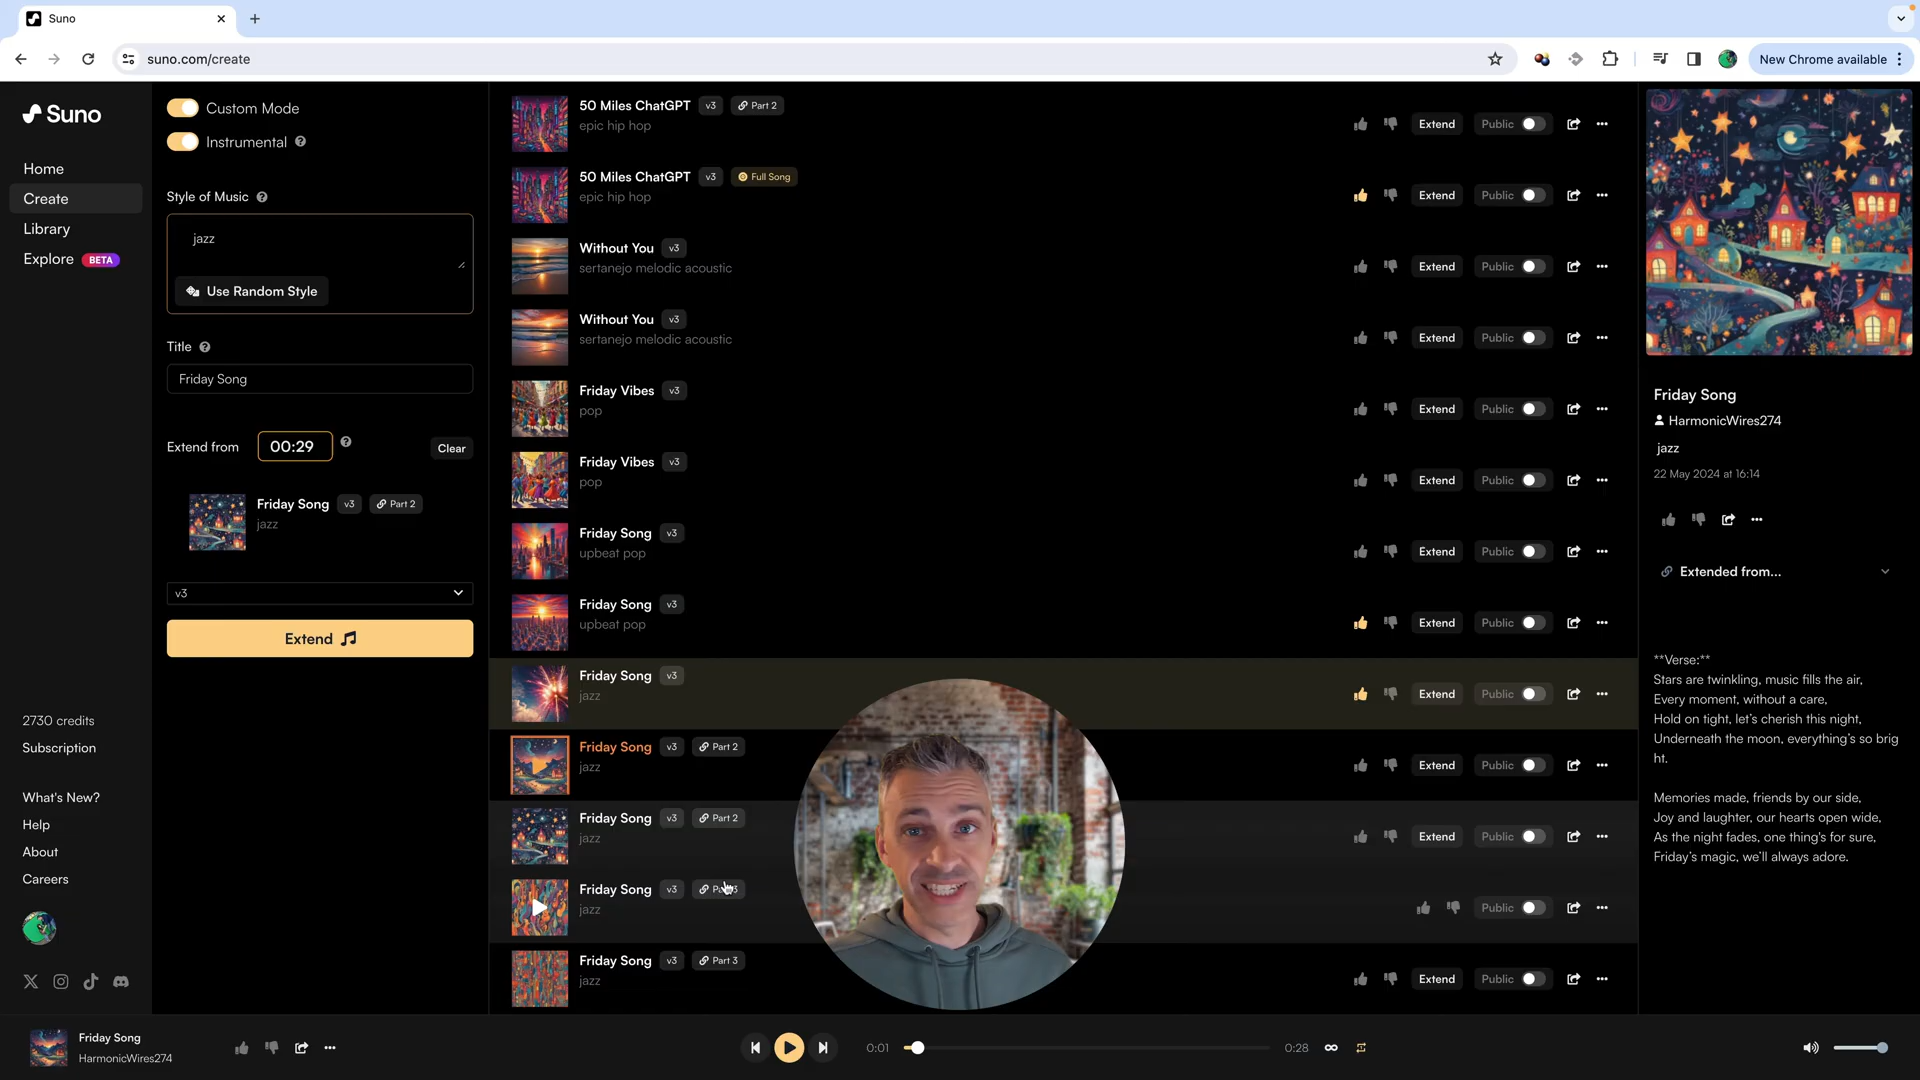 Suno
suno.com/create
New Chrome available
Suno
Home
Create
Library
Explore BETA
2730 credits
Subscription
What's New?
Help
About
Careers
Custom Mode
Instrumental
Style of Music
jazz
Use Random Style
Title
Friday Song
Extend from 00:29 Clear
Friday Song v3 Part 2
jazz
v3
Extend
50 Miles ChatGPT v3 Part 2
epic hip hop
Extend Public
50 Miles ChatGPT v3 Full Song
epic hip hop
Extend Public
Without You v3
sertanejo melodic acoustic
Extend Public
Without You v3
sertanejo melodic acoustic
Extend Public
Friday Vibes v3
pop
Extend Public
Friday Vibes v3
pop
Extend Public
Friday Song v3
upbeat pop
Extend Public
Friday Song v3
upbeat pop
Extend Public
Friday Song v3
jazz
Extend Public
Friday Song v3 Part 2
jazz
Extend Public
Friday Song v3 Part 2
jazz
Extend Public
Friday Song v3
jazz
Public
Friday Song v3 Part 3
jazz
Extend Public
Friday Song
HarmonicWires274
jazz
22 May 2024 at 16:14
Extended from...
**Verse:**
Stars are twinkling, music fills the air,
Every moment, without a care,
Hold on tight, let's cherish this night,
Underneath the moon, everything's so brig
ht.
Memories made, friends by our side,
Joy and laughter, our hearts open wide,
As the night fades, one thing's for sure,
Friday's magic, we'll always adore.
Friday Song
HarmonicWires274
0:01
0:28